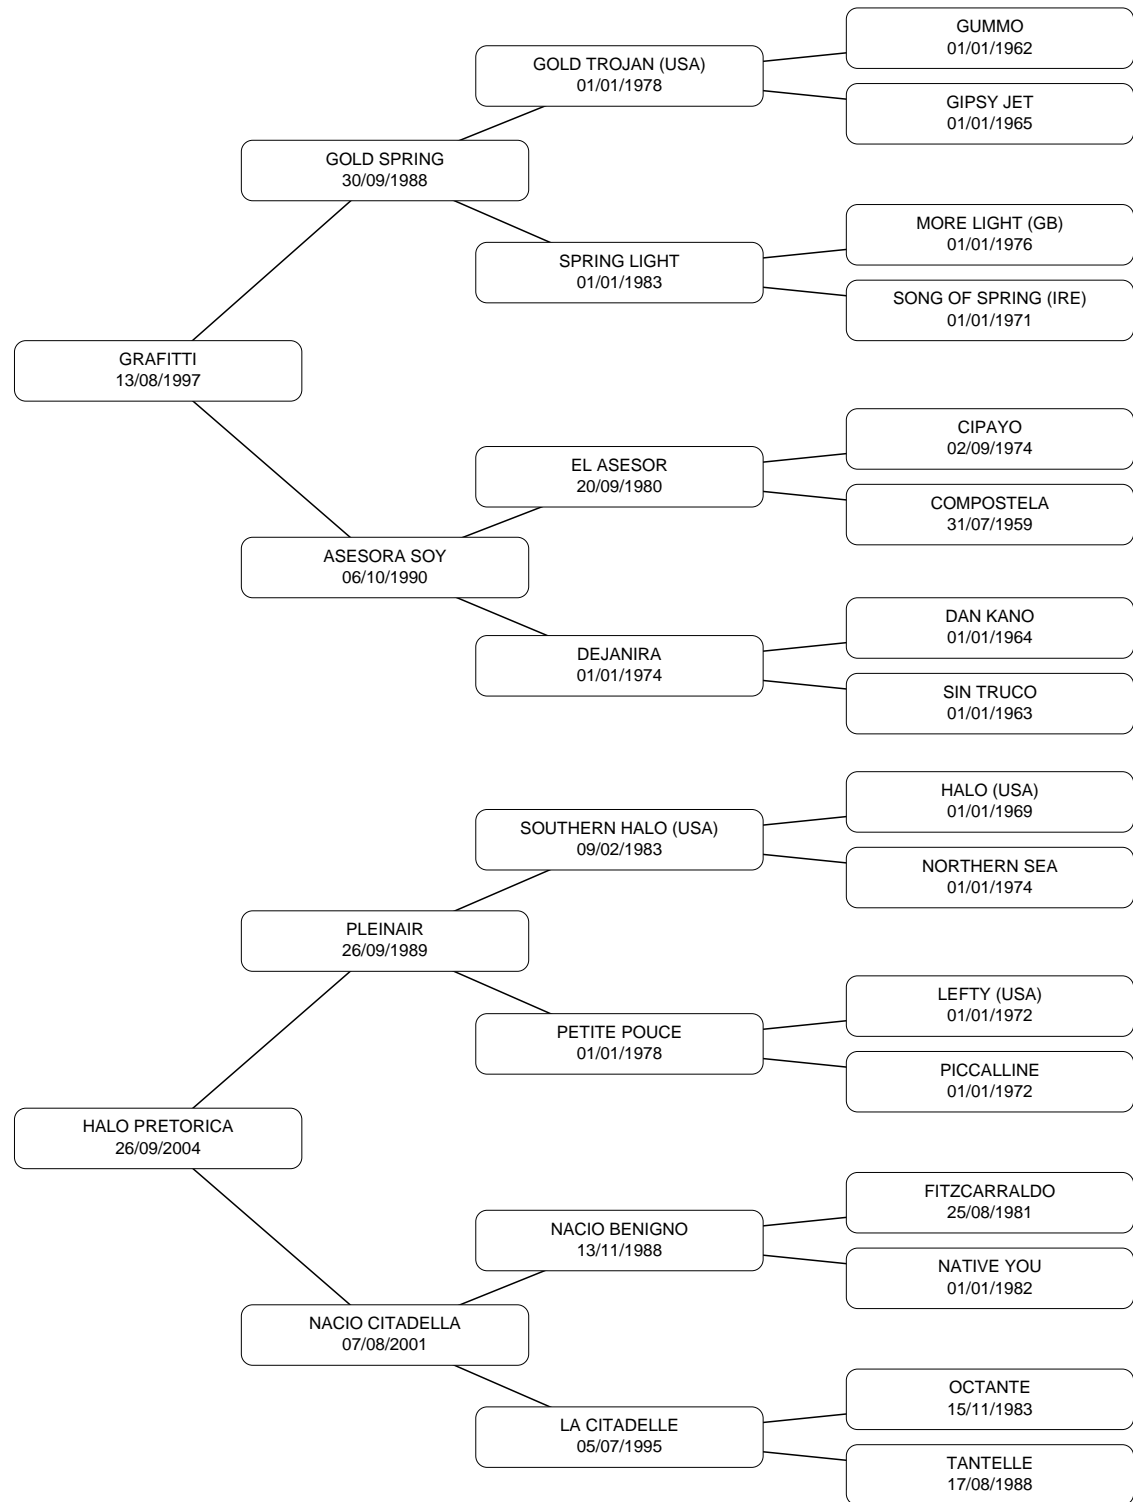 GUMMO
01/01/1962
GOLD TROJAN (USA)
01/01/1978
GIPSY JET
01/01/1965
GOLD SPRING
30/09/1988
MORE LIGHT (GB)
01/01/1976
SPRING LIGHT
01/01/1983
SONG OF SPRING (IRE)
01/01/1971
GRAFITTI
13/08/1997
CIPAYO
02/09/1974
EL ASESOR
20/09/1980
COMPOSTELA
31/07/1959
ASESORA SOY
06/10/1990
DAN KANO
01/01/1964
DEJANIRA
01/01/1974
SIN TRUCO
01/01/1963
HALO (USA)
01/01/1969
SOUTHERN HALO (USA)
09/02/1983
NORTHERN SEA
01/01/1974
PLEINAIR
26/09/1989
LEFTY (USA)
01/01/1972
PETITE POUCE
01/01/1978
PICCALLINE
01/01/1972
HALO PRETORICA
26/09/2004
FITZCARRALDO
25/08/1981
NACIO BENIGNO
13/11/1988
NATIVE YOU
01/01/1982
NACIO CITADELLA
07/08/2001
OCTANTE
15/11/1983
LA CITADELLE
05/07/1995
TANTELLE
17/08/1988